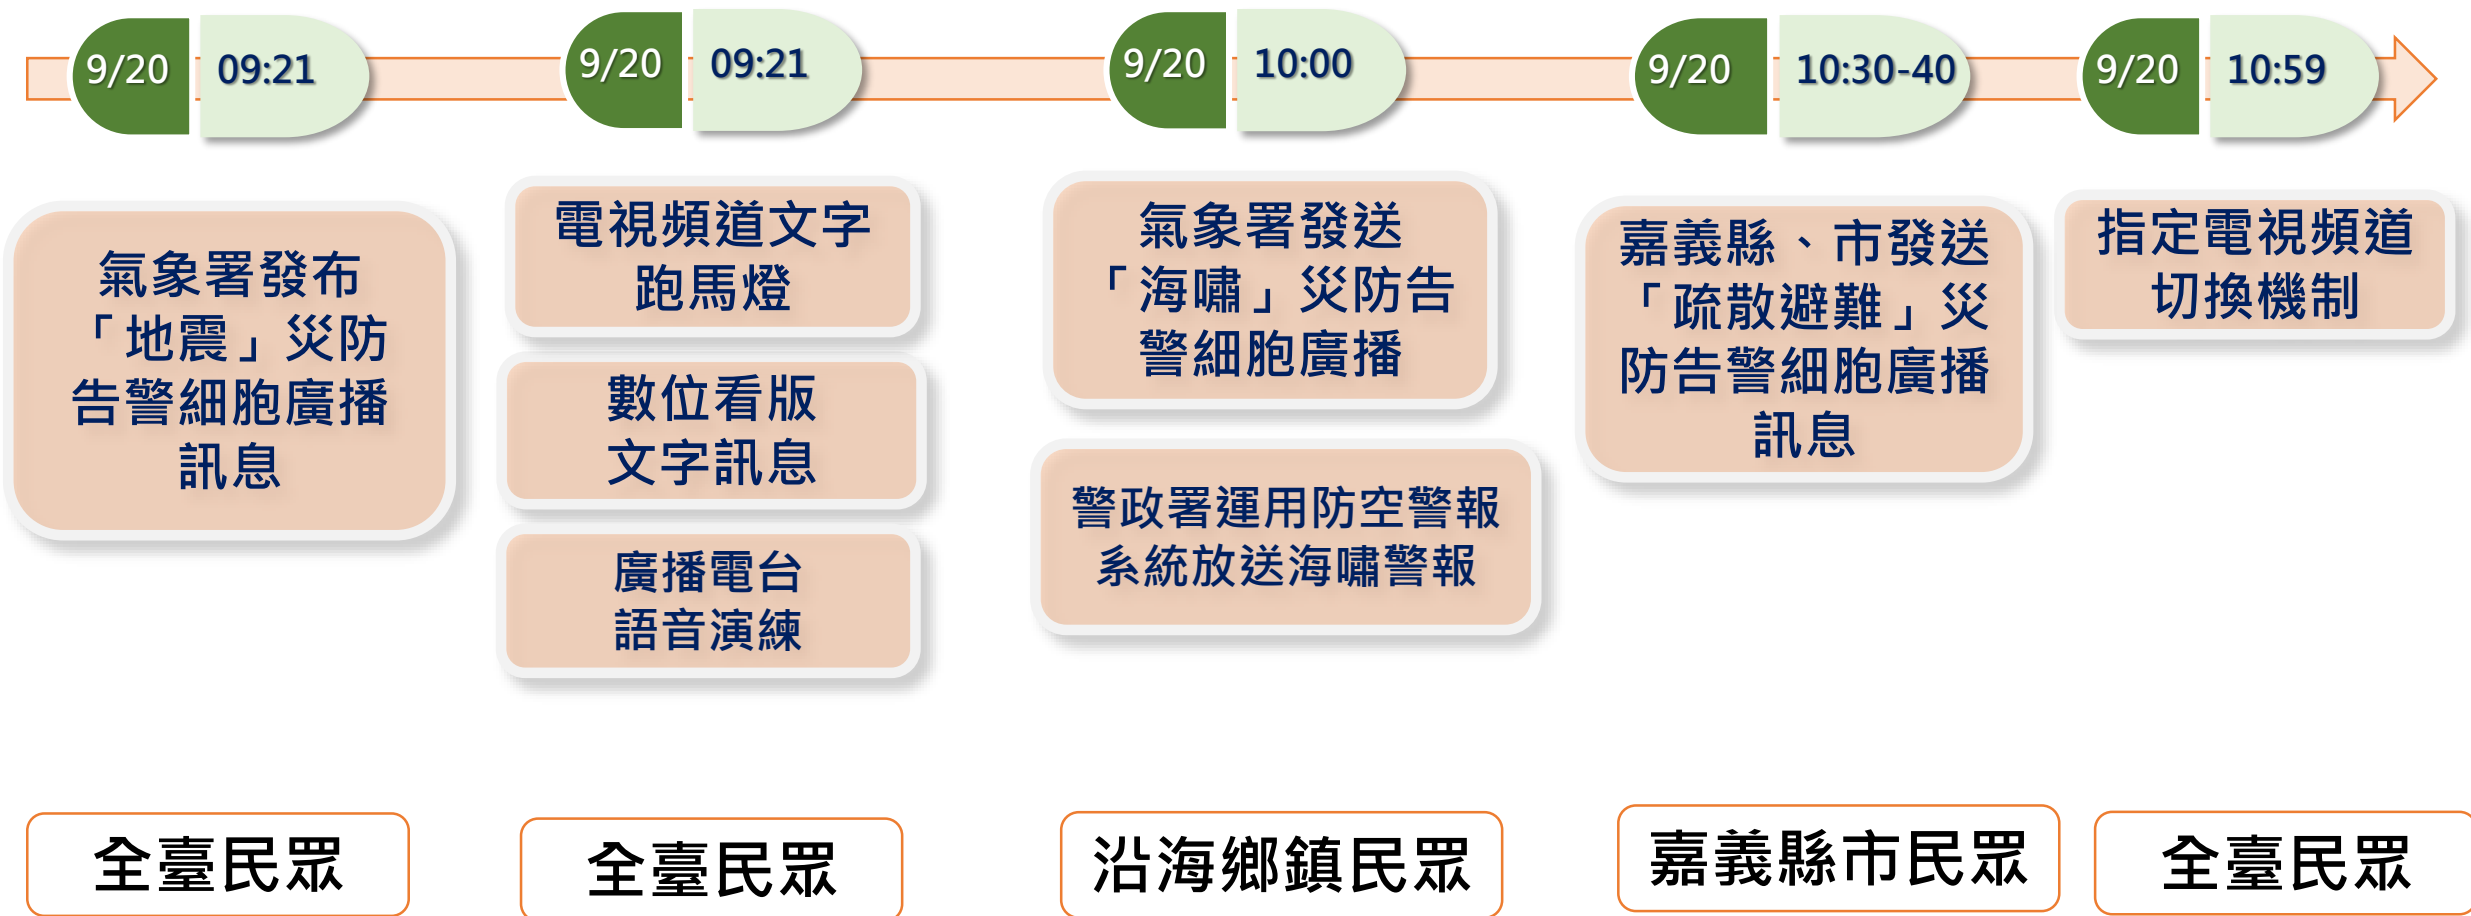 9/20 09:21
氣象署發布
「地震」災防
告警細胞廣播
訊息
全臺民眾
9/20 09:21
電視頻道文字
跑馬燈
數位看版
文字訊息
廣播電台
語音演練
全臺民眾
9/20 10:00
氣象署發送
「海嘯」災防告
警細胞廣播
警政署運用防空警報
系統放送海嘯警報
沿海鄉鎮民眾
9/20 10:30-40
嘉義縣、市發送
「疏散避難」災
防告警細胞廣播
訊息
嘉義縣市民眾
9/20 10:59
指定電視頻道
切換機制
全臺民眾